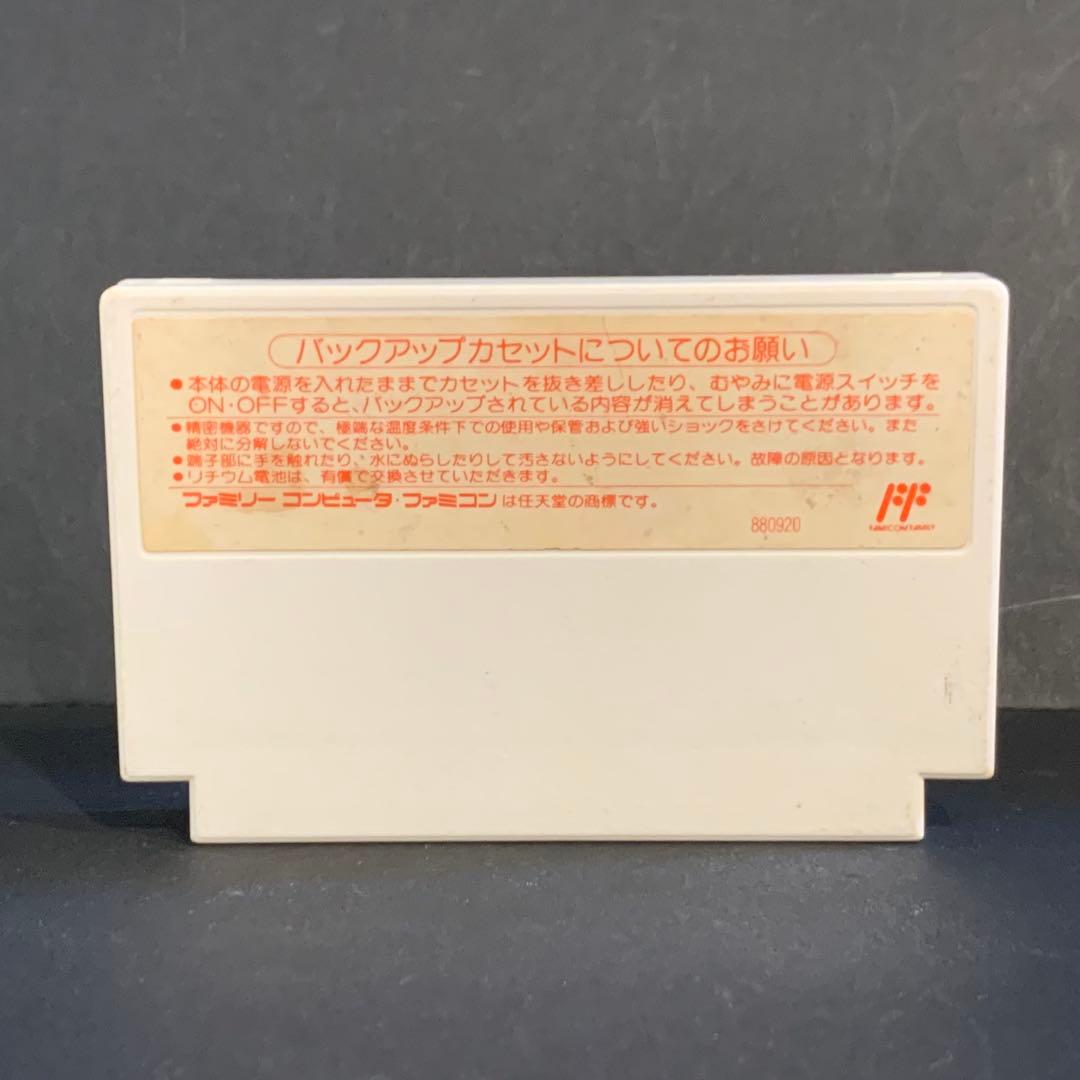 バックアップカセットについてのお願い
●本体の電源を入れたままでカセットを抜き差ししたり、むやみに電源スイッチを
ON・OFFすると、バックアップされている内容が消えてしまうことがあります。
●精密機器ですので、極端な温度条件下での使用や保管および強いショックをさけてください。また
絶対に分解しないでください。
●端子部に手を触れたり、水にぬらしたりして汚さないようにしてください。故障の原因となります。
●リチウム電池は、有償で交換させていただきます。
ファミリーコンピュータ・ファミコンは任天堂の商標です。
880920
FAMICOM FAMILY